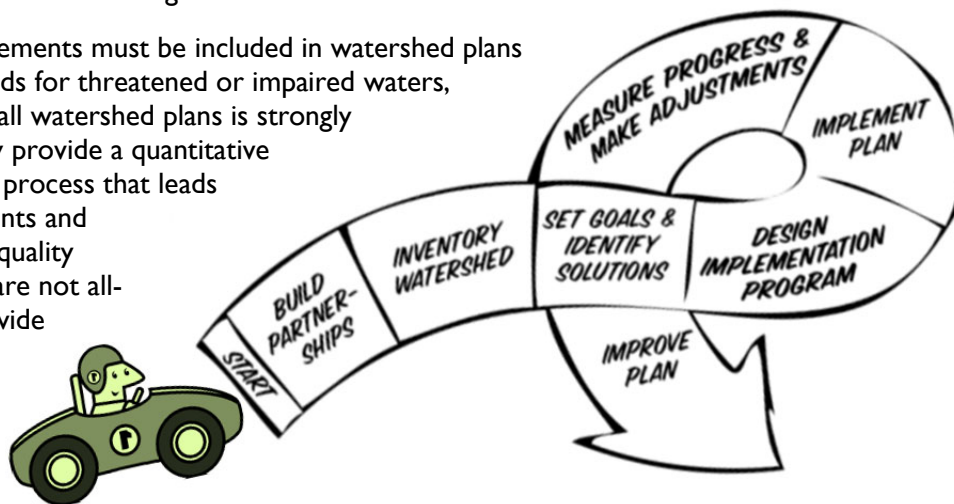 ements must be included in watershed plans
ds for threatened or impaired waters,
all watershed plans is strongly
y provide a quantitative
process that leads
nts and
quality
are not all-
vide
START
BUILD
PARTNER-
SHIPS
INVENTORY
WATERSHED
SET GOALS &
IDENTIFY
SOLUTIONS
DESIGN
IMPLEMENTATION
PROGRAM
IMPLEMENT
PLAN
MEASURE PROGRESS &
MAKE ADJUSTMENTS
IMPROVE
PLAN
1
1